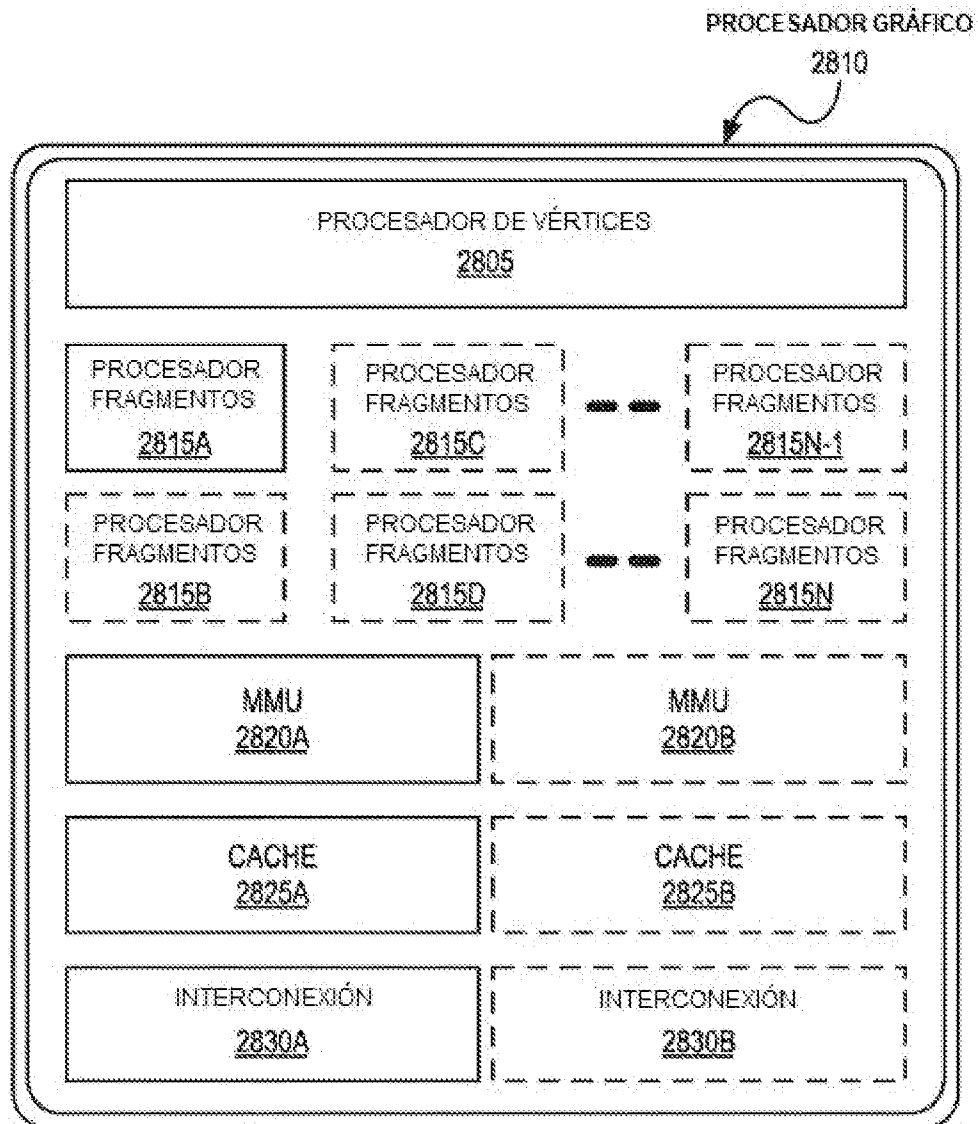 PROCESADOR GRÁFICO
2810
PROCESADOR DE VÉRTICES
2805
PROCESADOR
FRAGMENTOS
2815A
PROCESADOR
FRAGMENTOS
2815C
PROCESADOR
FRAGMENTOS
2815N-1
PROCESADOR
FRAGMENTOS
2815B
PROCESADOR
FRAGMENTOS
2815D
PROCESADOR
FRAGMENTOS
2815N
MMU
2820A
MMU
2820B
CACHE
2825A
CACHE
2825B
INTERCONEXIÓN
2830A
INTERCONEXIÓN
2830B